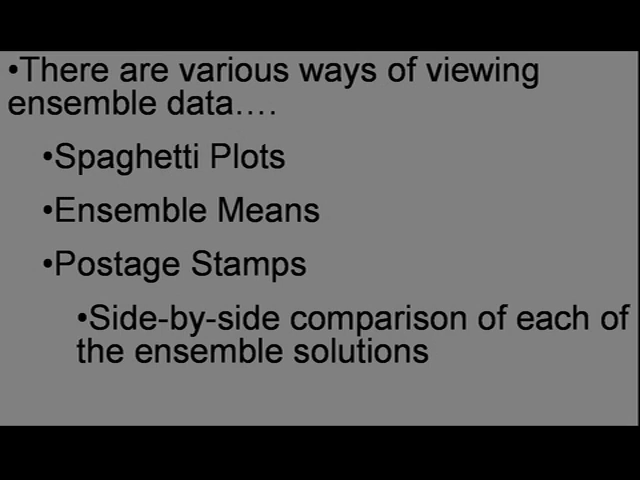 •There are various ways of viewing
ensemble data….
•Spaghetti Plots
•Ensemble Means
•Postage Stamps
•Side-by-side comparison of each of
the ensemble solutions